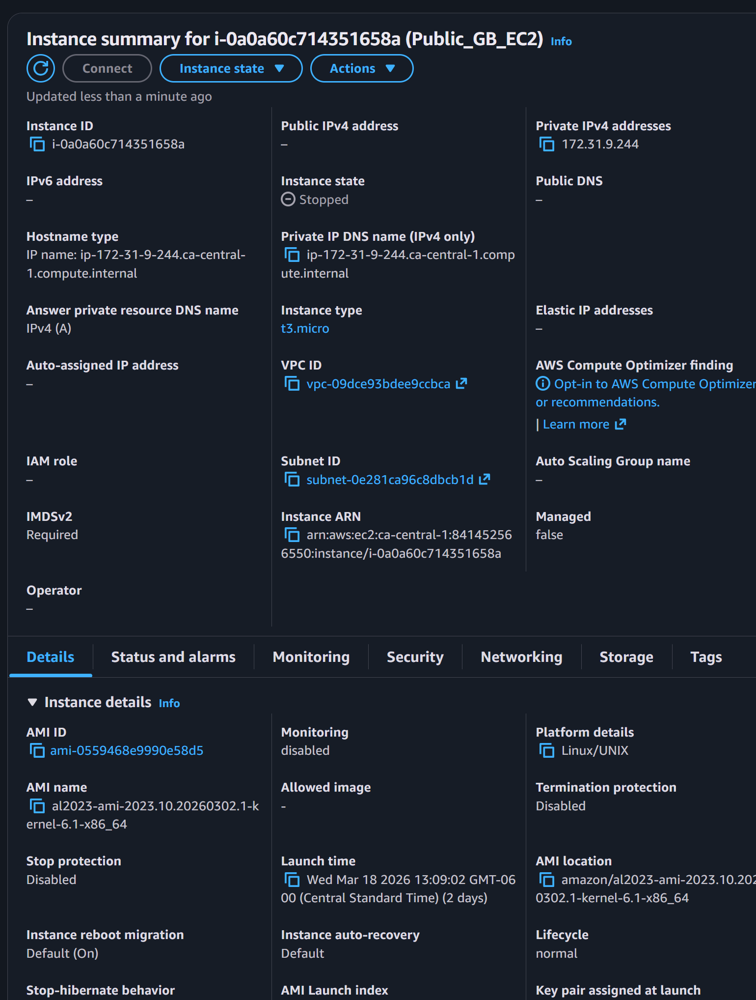 Instance summary for i-0a0a60c714351658a (Public_GB_EC2) Info
Connect
Instance state
Actions
Updated less than a minute ago
Instance ID
i-0a0a60c714351658a
Public IPv4 address
–
Private IPv4 addresses
172.31.9.244
IPv6 address
–
Instance state
Stopped
Public DNS
–
Hostname type
IP name: ip-172-31-9-244.ca-central-
1.compute.internal
Private IP DNS name (IPv4 only)
ip-172-31-9-244.ca-central-1.comp
ute.internal
Answer private resource DNS name
IPv4 (A)
Instance type
t3.micro
Elastic IP addresses
–
Auto-assigned IP address
–
VPC ID
vpc-09dce93bdee9ccbca
AWS Compute Optimizer finding
Opt-in to AWS Compute Optimizer
or recommendations.
| Learn more
IAM role
–
Subnet ID
subnet-0e281ca96c8dbcb1d
Auto Scaling Group name
–
IMDSv2
Required
Instance ARN
arn:aws:ec2:ca-central-1:84145256
6550:instance/i-0a0a60c714351658a
Managed
false
Operator
–
Details
Status and alarms
Monitoring
Security
Networking
Storage
Tags
Instance details Info
AMI ID
ami-0559468e9990e58d5
Monitoring
disabled
Platform details
Linux/UNIX
AMI name
al2023-ami-2023.10.20260302.1-k
ernel-6.1-x86_64
Allowed image
-
Termination protection
Disabled
Stop protection
Disabled
Launch time
Wed Mar 18 2026 13:09:02 GMT-06
00 (Central Standard Time) (2 days)
AMI location
amazon/al2023-ami-2023.10.202
0302.1-kernel-6.1-x86_64
Instance reboot migration
Default (On)
Instance auto-recovery
Default
Lifecycle
normal
Stop-hibernate behavior
AMI Launch index
Key pair assigned at launch